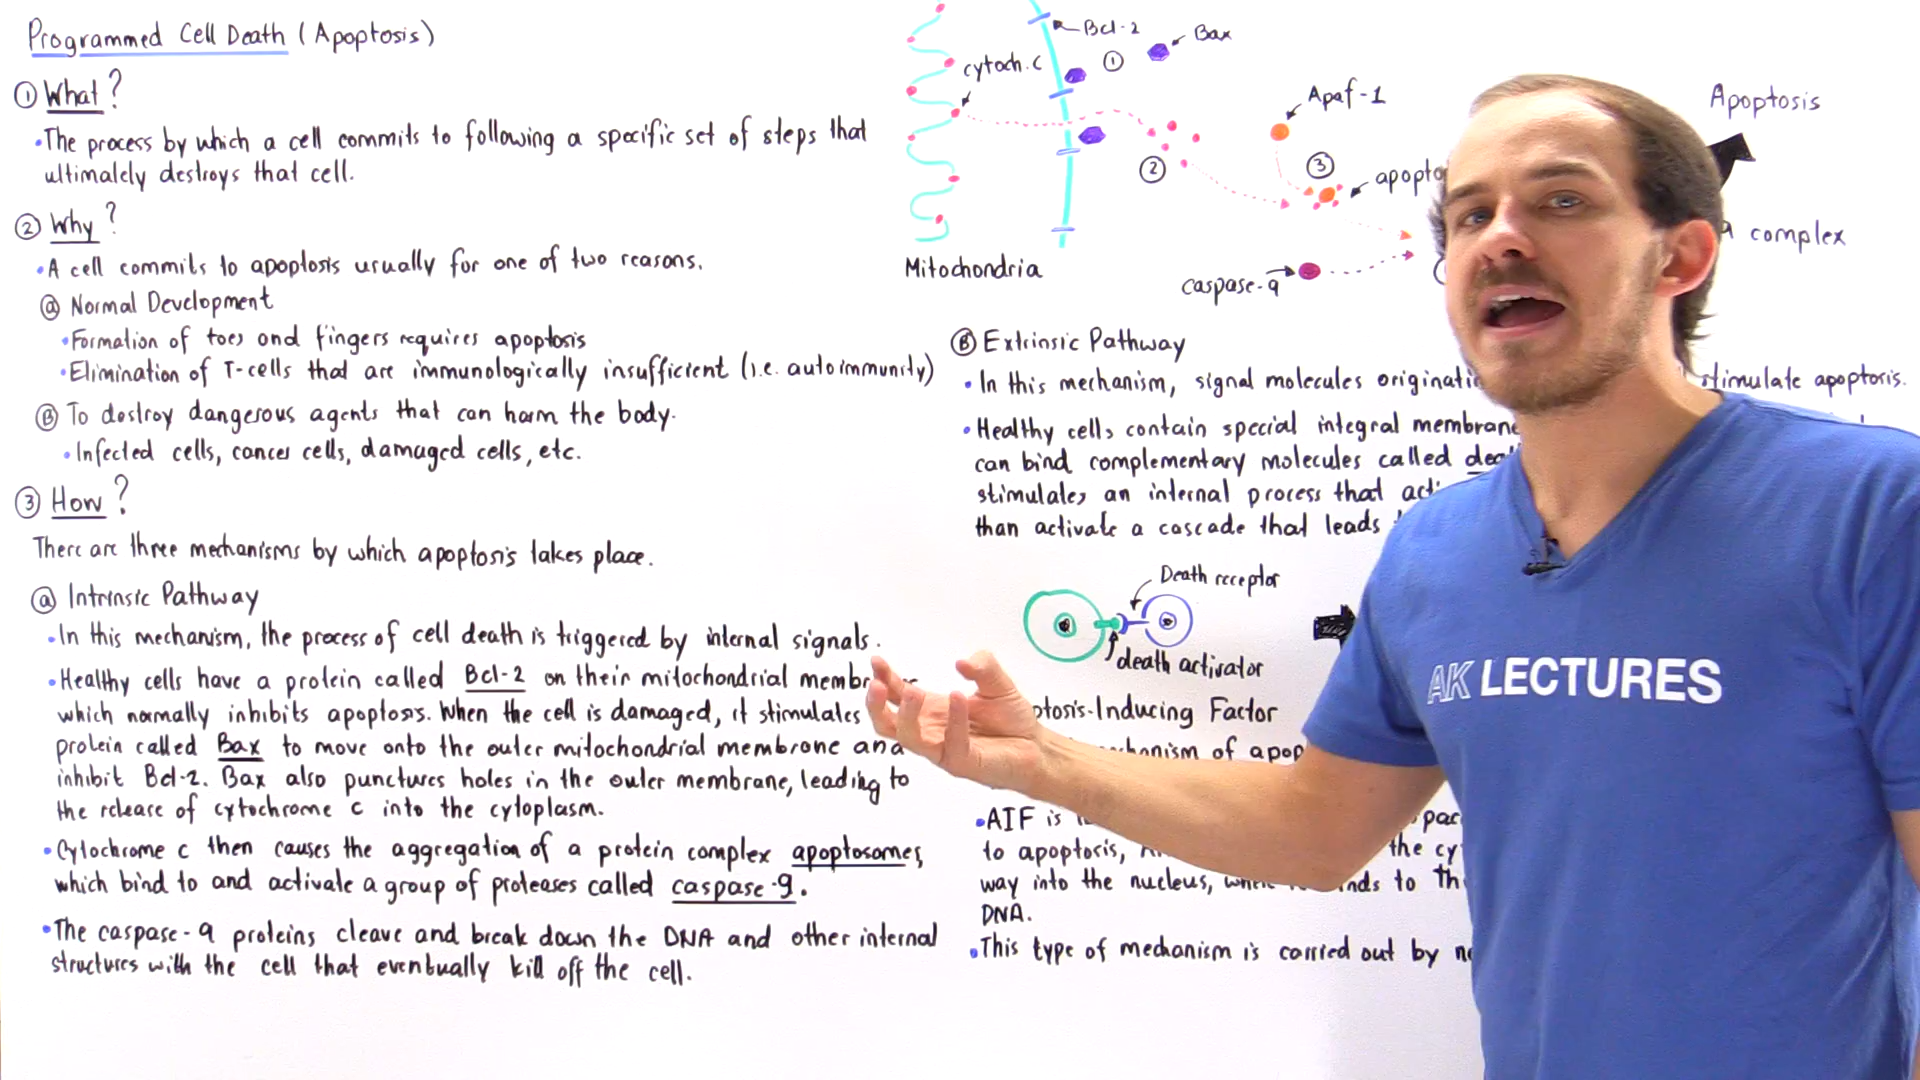 Programmed Cell Death (Apoptosis)
① What?
•The process by which a cell commits to following a specific set of steps that
ultimately destroys that cell.
② Why?
•A cell commits to apoptosis usually for one of two reasons.
ⓐ Normal Development
•Formation of toes and fingers requires apoptosis
•Elimination of T-cells that are immunologically insufficient (i.e. autoimmunity)
Ⓑ To destroy dangerous agents that can harm the body.
•Infected cells, cancer cells, damaged cells, etc.
③ How?
There are three mechanisms by which apoptosis takes place.
ⓐ Intrinsic Pathway
•In this mechanism, the process of cell death is triggered by internal signals.
•Healthy cells have a protein called Bcl-2 on their mitochondrial membr
which normally inhibits apoptosis. When the cell is damaged, it stimulates
protein called Bax to move onto the outer mitochondrial membrane and
inhibit Bcl-2. Bax also punctures holes in the outer membrane, leading to
the release of cytochrome c into the cytoplasm.
•Cytochrome c then causes the aggregation of a protein complex apoptosomes,
which bind to and activate a group of proteases called caspase-9.
•The caspase-9 proteins cleave and break down the DNA and other internal
structures with the cell that eventually kill off the cell.
Bcl-2
Bax
①
cytoch.c
Apaf-1
Apoptosis
②
③
apopto
complex
caspase-9
Mitochondria
Ⓑ Extrinsic Pathway
•In this mechanism, signal molecules originati stimulate apoptosis.
•Healthy cells contain special integral membrane
can bind complementary molecules called dea
stimulates an internal process that acti
than activate a cascade that leads
Death receptor
death activator
ptosis-Inducing Factor
chanism of apop
•AIF is pac
to apoptosis, the cy
way into the nucleus, nds to th
DNA.
•This type of mechanism is carried out by ne
AK LECTURES